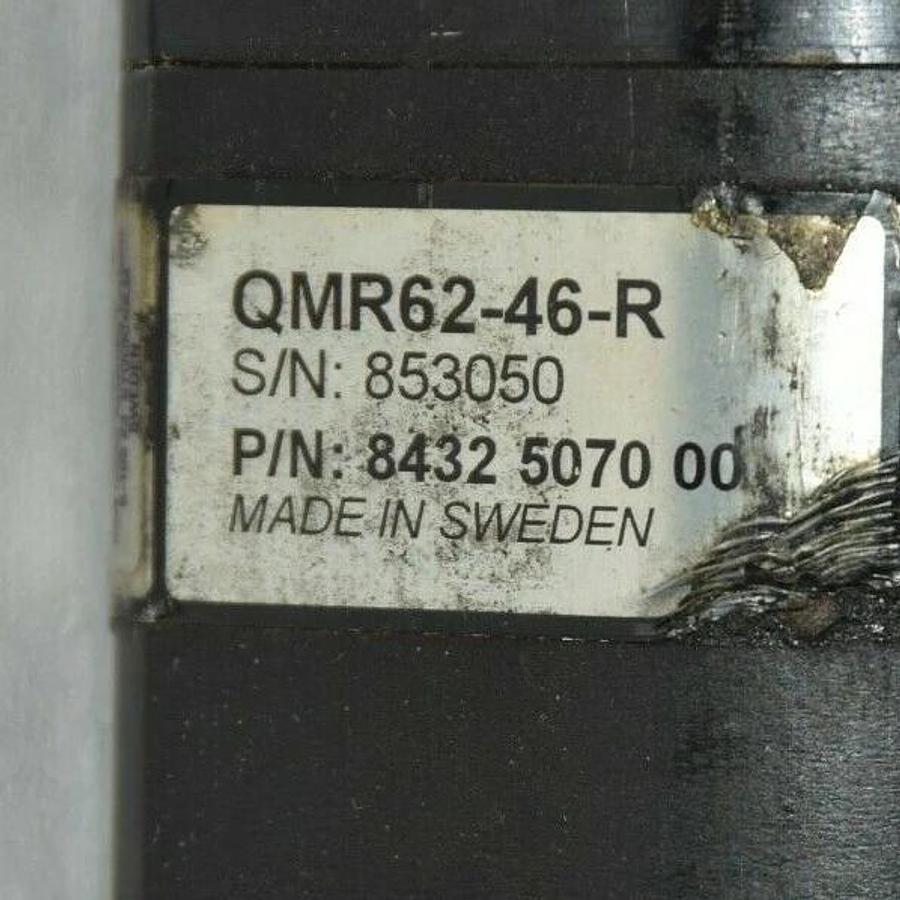 QMR62-46-R
S/N: 853050
P/N: 8432 5070 00
MADE IN SWEDEN